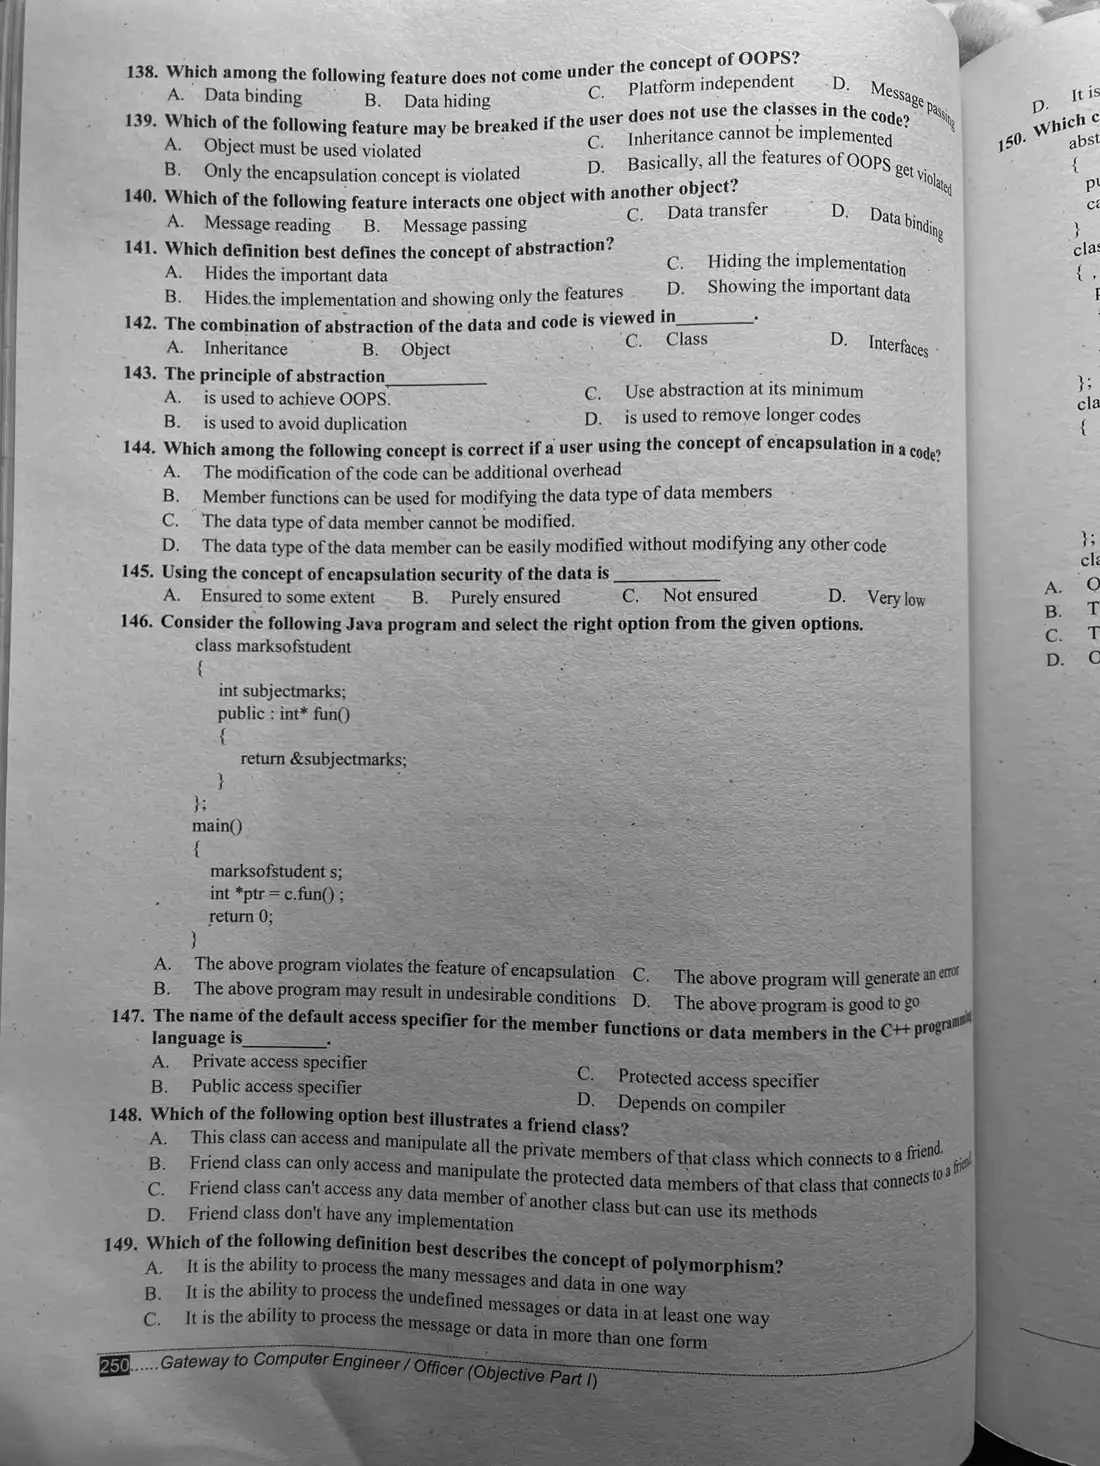 138. Which among the following feature does not come under the concept of OOPS?
A. Data binding B. Data hiding C. Platform independent D. Message passing
139. Which of the following feature may be breaked if the user does not use the classes in the code?
A. Object must be used violated C. Inheritance cannot be implemented
B. Only the encapsulation concept is violated D. Basically, all the features of OOPS get violated
140. Which of the following feature interacts one object with another object?
A. Message reading B. Message passing C. Data transfer D. Data binding
141. Which definition best defines the concept of abstraction?
A. Hides the important data C. Hiding the implementation
B. Hides the implementation and showing only the features D. Showing the important data
142. The combination of abstraction of the data and code is viewed in________.
A. Inheritance B. Object C. Class D. Interfaces
143. The principle of abstraction__________
A. is used to achieve OOPS. C. Use abstraction at its minimum
B. is used to avoid duplication D. is used to remove longer codes
144. Which among the following concept is correct if a user using the concept of encapsulation in a code?
A. The modification of the code can be additional overhead
B. Member functions can be used for modifying the data type of data members
C. The data type of data member cannot be modified.
D. The data type of the data member can be easily modified without modifying any other code
145. Using the concept of encapsulation security of the data is __________
A. Ensured to some extent B. Purely ensured C. Not ensured D. Very low
146. Consider the following Java program and select the right option from the given options.
class marksofstudent
{
int subjectmarks;
public : int* fun()
{
return &subjectmarks;
}
};
main()
{
marksofstudent s;
int *ptr = c.fun() ;
return 0;
}
A. The above program violates the feature of encapsulation C. The above program will generate an error
B. The above program may result in undesirable conditions D. The above program is good to go
147. The name of the default access specifier for the member functions or data members in the C++ programming
language is________.
A. Private access specifier C. Protected access specifier
B. Public access specifier D. Depends on compiler
148. Which of the following option best illustrates a friend class?
A. This class can access and manipulate all the private members of that class which connects to a friend.
B. Friend class can only access and manipulate the protected data members of that class that connects to a friend
C. Friend class can't access any data member of another class but can use its methods
D. Friend class don't have any implementation
149. Which of the following definition best describes the concept of polymorphism?
A. It is the ability to process the many messages and data in one way
B. It is the ability to process the undefined messages or data in at least one way
C. It is the ability to process the message or data in more than one form
250......Gateway to Computer Engineer / Officer (Objective Part I)
D. It is
150. Which
{
}
{
};
{
};
A.
B.
C.
D.